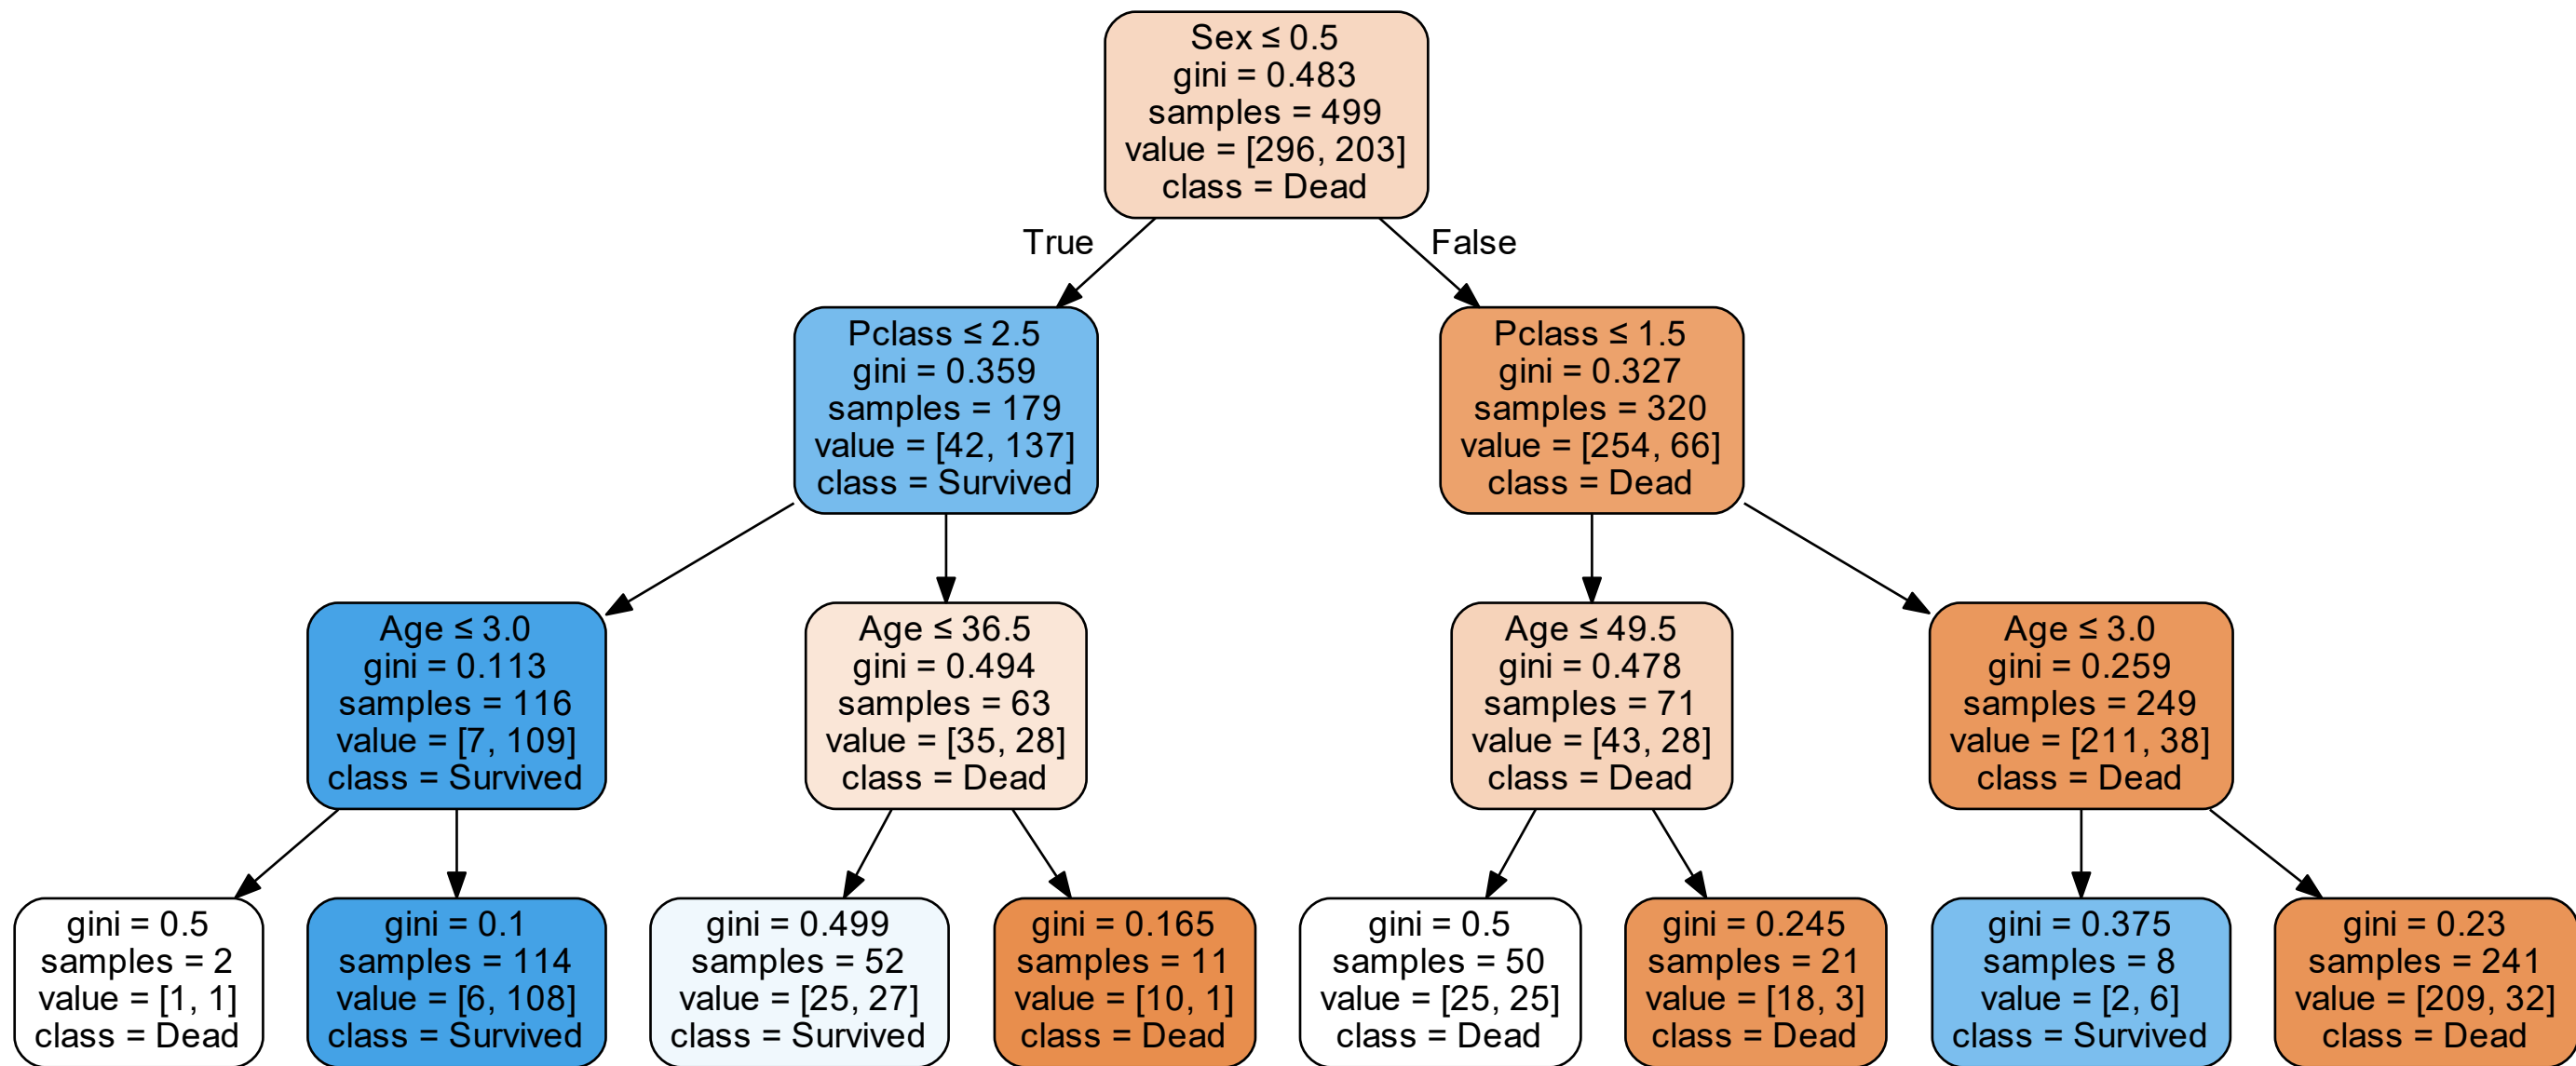 Sex ≤ 0.5
gini = 0.483
samples = 499
value = [296, 203]
class = Dead
True
False
Pclass ≤ 2.5
gini = 0.359
samples = 179
value = [42, 137]
class = Survived
Pclass ≤ 1.5
gini = 0.327
samples = 320
value = [254, 66]
class = Dead
Age ≤ 3.0
gini = 0.113
samples = 116
value = [7, 109]
class = Survived
Age ≤ 36.5
gini = 0.494
samples = 63
value = [35, 28]
class = Dead
Age ≤ 49.5
gini = 0.478
samples = 71
value = [43, 28]
class = Dead
Age ≤ 3.0
gini = 0.259
samples = 249
value = [211, 38]
class = Dead
gini = 0.5
samples = 2
value = [1, 1]
class = Dead
gini = 0.1
samples = 114
value = [6, 108]
class = Survived
gini = 0.499
samples = 52
value = [25, 27]
class = Survived
gini = 0.165
samples = 11
value = [10, 1]
class = Dead
gini = 0.5
samples = 50
value = [25, 25]
class = Dead
gini = 0.245
samples = 21
value = [18, 3]
class = Dead
gini = 0.375
samples = 8
value = [2, 6]
class = Survived
gini = 0.23
samples = 241
value = [209, 32]
class = Dead